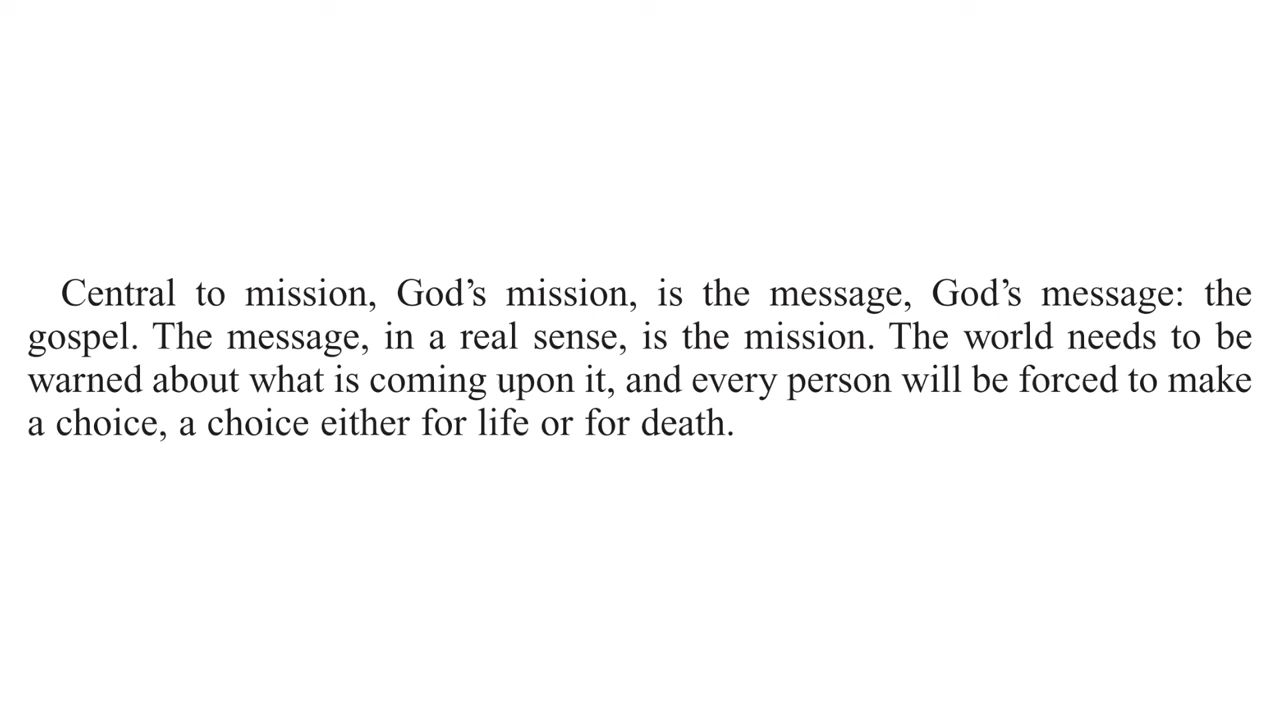 Central to mission, God’s mission, is the message, God’s message: the
gospel. The message, in a real sense, is the mission. The world needs to be
warned about what is coming upon it, and every person will be forced to make
a choice, a choice either for life or for death.